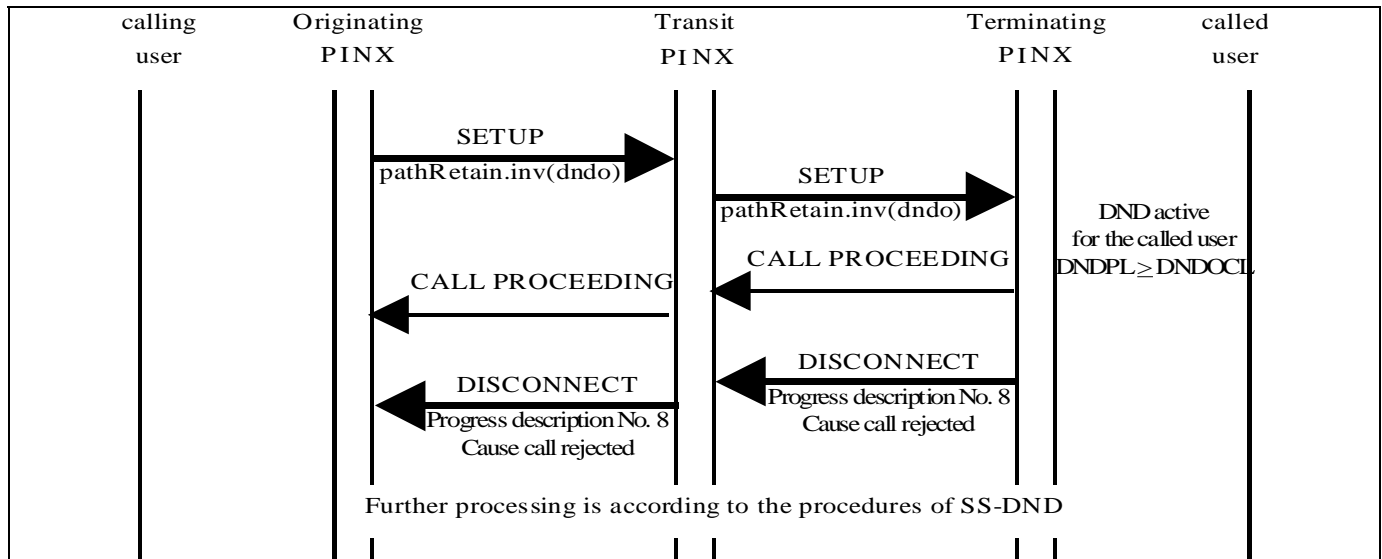 calling Originating Transit Terminating called
user PINX PINX PINX user
SETUP
pathRetain.inv(dndo)
SETUP
pathRetain.inv(dndo)
DND active
for the called user
DNDPL ≥ DNDOCL
CALL PROCEEDING
CALL PROCEEDING
DISCONNECT
Progress description No. 8
Cause call rejected
DISCONNECT
Progress description No. 8
Cause call rejected
Further processing is according to the procedures of SS-DND